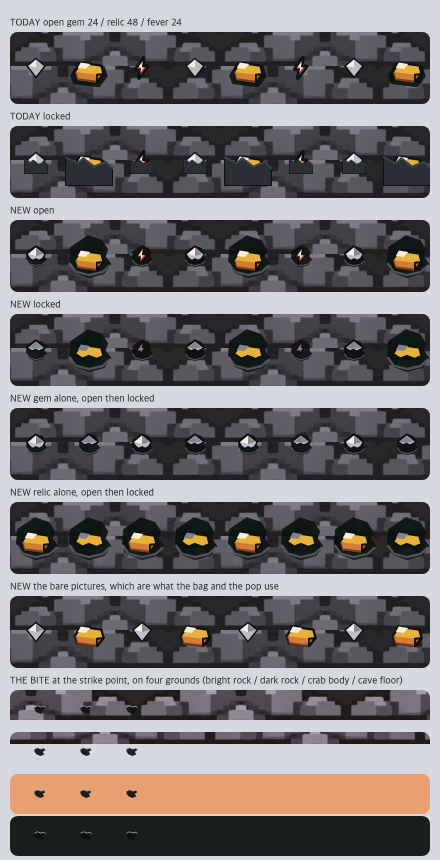 TODAY open gem 24 / relic 48 / fever 24
TODAY locked
NEW open
NEW locked
NEW gem alone, open then locked
NEW relic alone, open then locked
NEW the bare pictures, which are what the bag and the pop use
THE BITE at the strike point, on four grounds (bright rock / dark rock / crab body / cave floor)